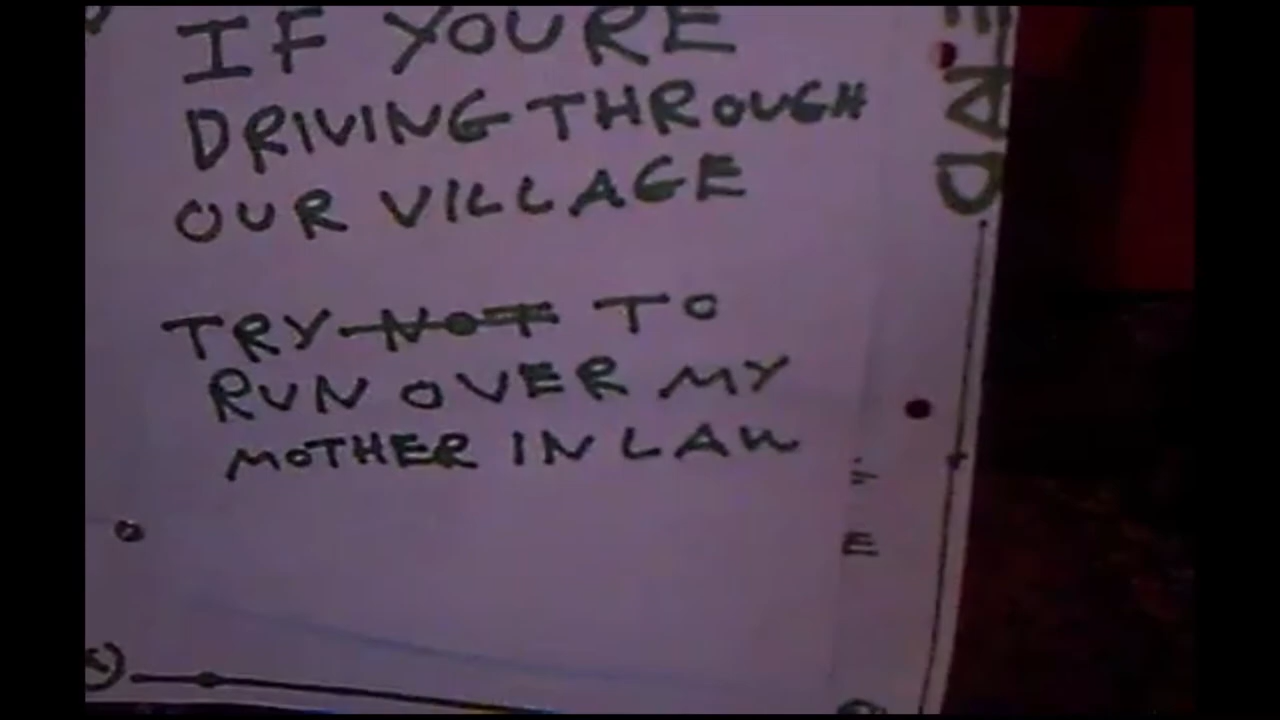 IF YOURE
DRIVING THROUGH
OUR VILLAGE
TRY NOT TO
RUN OVER MY
MOTHER IN LAW